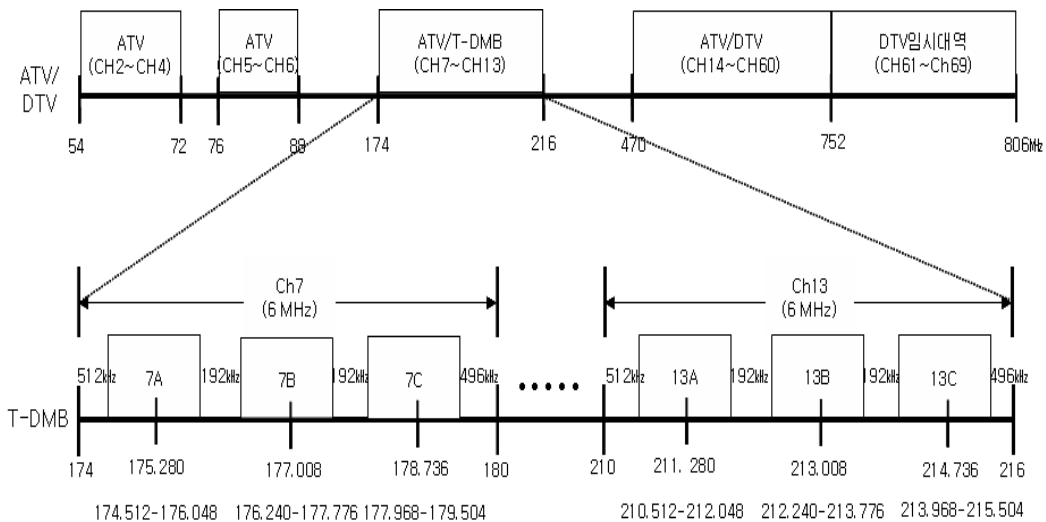 ATV
(CH2~CH4)
ATV
(CH5~CH6)
ATV/T-DMB
(CH7~CH13)
ATV/DTV
(CH14~CH60)
DTV임시대역
(CH61~Ch69)
ATV/
DTV
54 72 76 88 174 216 470 752 806㎒
Ch7
(6 MHz)
Ch13
(6 MHz)
512㎑ 7A 192㎑ 7B 192㎑ 7C 496㎑ ••••• 512㎑ 13A 192㎑ 13B 192㎑ 13C 496㎑
T-DMB
174 175.280 177.008 178.736 180 210 211. 280 213.008 214.736 216
174.512-176.048 176.240-177.776 177.968-179.504 210.512-212.048 212.240-213.776 213.968-215.504